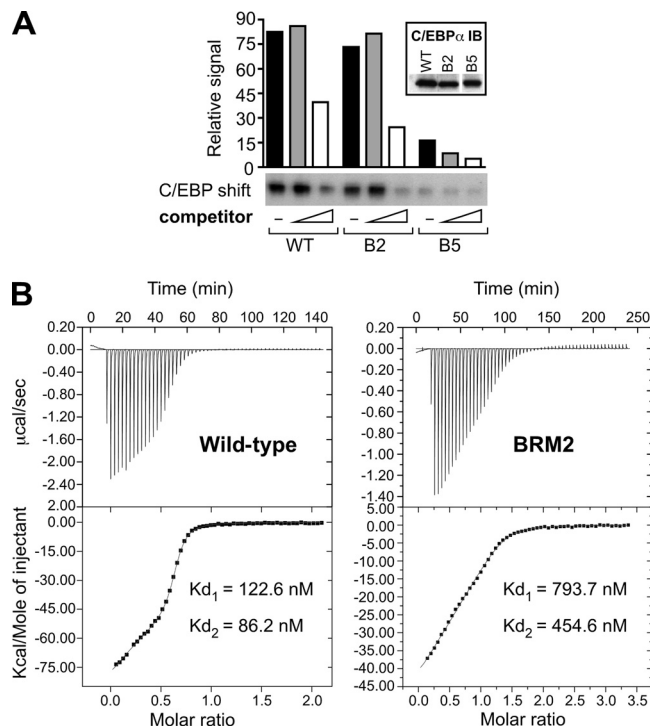 A
Relative signal
90
75
60
45
30
15
0
C/EBPα IB
WT
B2
B5
C/EBP shift
competitor
–
–
–
WT
B2
B5
B
Time (min)
0 20 40 60 80 100 120 140
0.20
0.00
-0.40
-0.80
-1.20
-1.60
-2.00
2.00
µcal/sec
Wild-type
0.00
-15.00
-30.00
-45.00
-60.00
-75.00
Kcal/Mole of injectant
Kd1 = 122.6 nM
Kd2 = 86.2 nM
0.0 0.5 1.0 1.5 2.0
Molar ratio
Time (min)
0 25 50 75 100 125 150 175 200 225 250
0.20
0.00
-0.20
-0.40
-0.60
-0.80
-1.00
-1.20
-1.40
BRM2
5.00
0.00
-5.00
-10.00
-15.00
-20.00
-25.00
-30.00
-35.00
-40.00
-45.00
Kd1 = 793.7 nM
Kd2 = 454.6 nM
0.0 0.5 1.0 1.5 2.0 2.5 3.0 3.5
Molar ratio